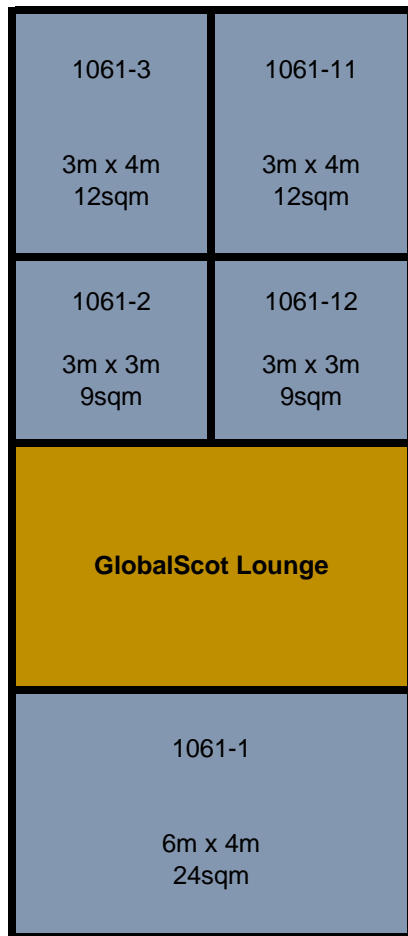 1061-3
3m x 4m
12sqm
1061-11
3m x 4m
12sqm
1061-2
3m x 3m
9sqm
1061-12
3m x 3m
9sqm
GlobalScot Lounge
1061-1
6m x 4m
24sqm